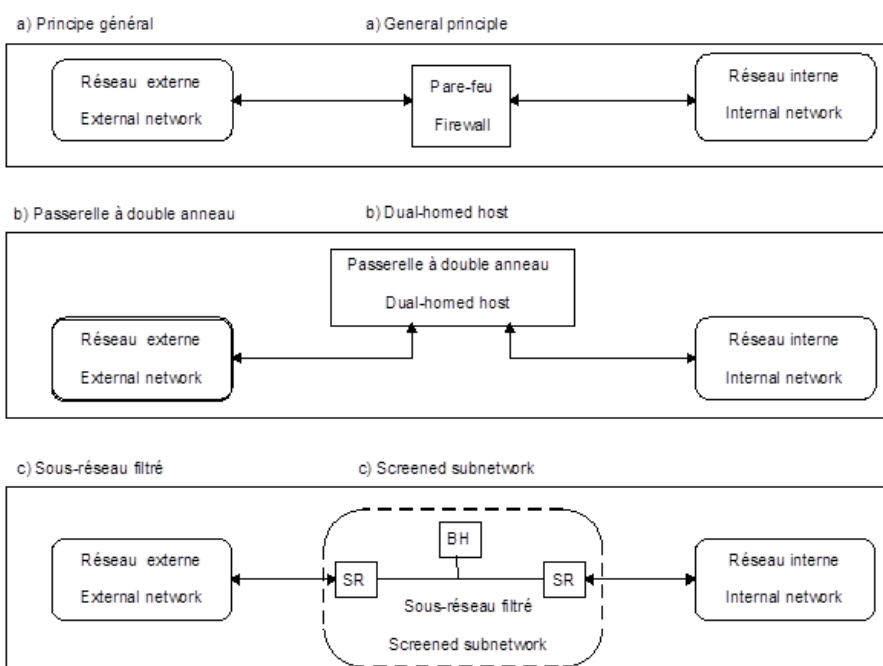 a) Principe général
a) General principle
Réseau externe
External network
Pare-feu
Firewall
Réseau interne
Internal network
b) Passerelle à double anneau
b) Dual-homed host
Passerelle à double anneau
Dual-homed host
Réseau externe
External network
Réseau interne
Internal network
c) Sous-réseau filtré
c) Screened subnetwork
Réseau externe
External network
BH
SR
SR
Sous-réseau filtré
Screened subnetwork
Réseau interne
Internal network